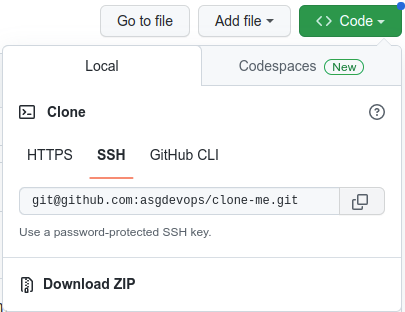 Go to file Add file <> Code
Local Codespaces New
Clone
HTTPS SSH GitHub CLI
git@github.com:asgdevops/clone-me.git
Use a password-protected SSH key.
Download ZIP